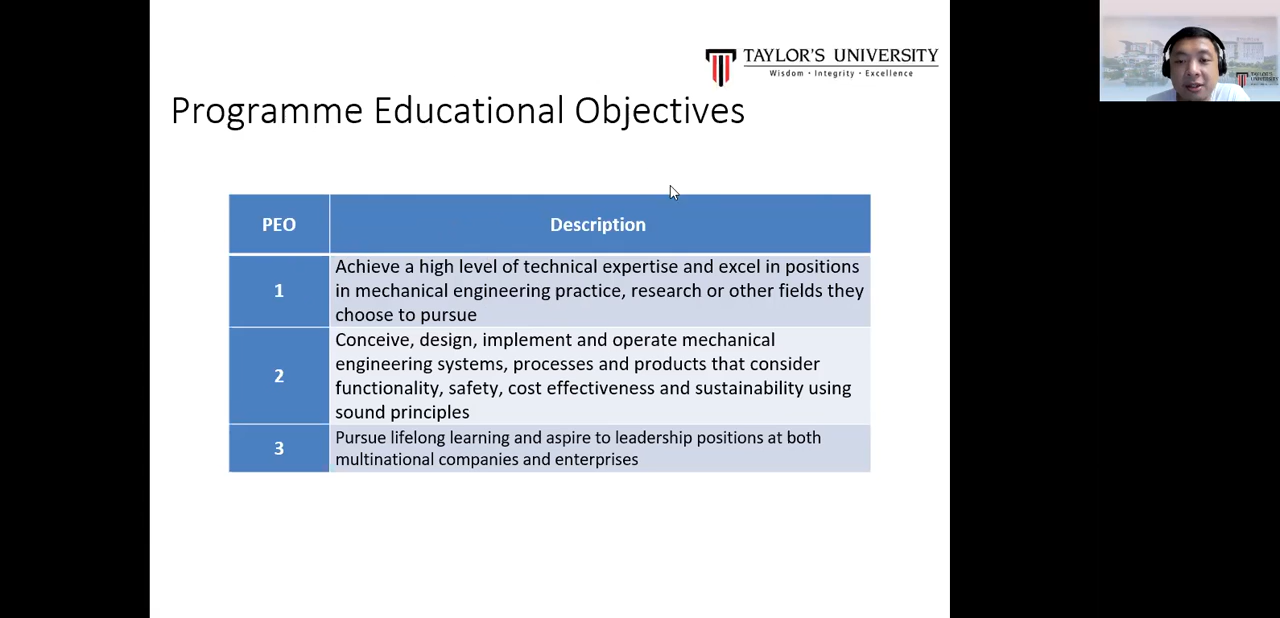 TAYLOR'S UNIVERSITY
Wisdom · Integrity · Excellence
Programme Educational Objectives
PEO
Description
1
Achieve a high level of technical expertise and excel in positions
in mechanical engineering practice, research or other fields they
choose to pursue
2
Conceive, design, implement and operate mechanical
engineering systems, processes and products that consider
functionality, safety, cost effectiveness and sustainability using
sound principles
3
Pursue lifelong learning and aspire to leadership positions at both
multinational companies and enterprises
TAYLOR'S
UNIVERSITY